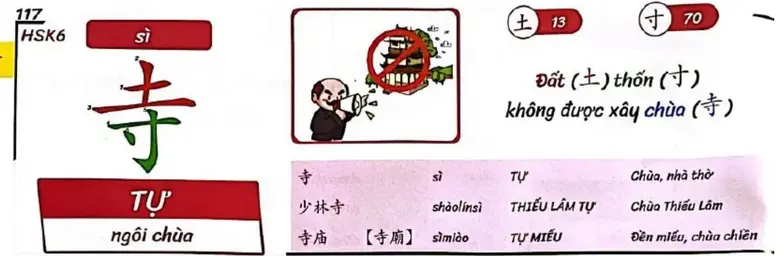 117
HSK6
sì
寺
TỰ
ngôi chùa
土 13
寸 70
Đất (土) thốn (寸)
không được xây chùa (寺)
寺 sì TỰ Chùa, nhà thờ
少林寺 shàolínsì THIẾU LÂM TỰ Chùa Thiếu Lâm
寺庙 【寺廟】 sìmiào TỰ MIẾU Đền miếu, chùa chiền